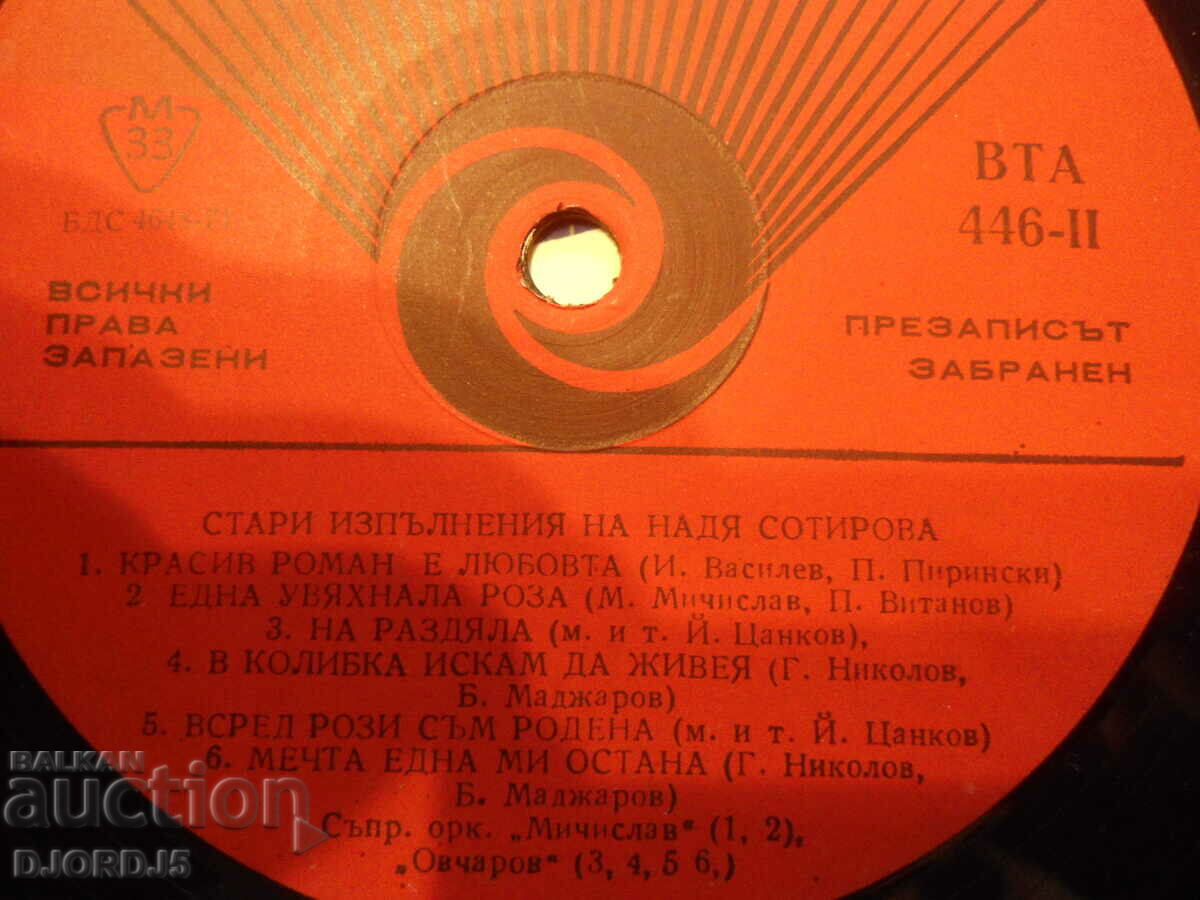 М
33
БДС
ВСИЧКИ
ПРАВА
ЗАПАЗЕНИ
ВТА
446-II
ПРЕЗАПИСЪТ
ЗАБРАНЕН
СТАРИ ИЗПЪЛНЕНИЯ НА НАДЯ СОТИРОВА
1. КРАСИВ РОМАН Е ЛЮБОВТА (И. Василев, П. Пирински)
2 ЕДНА УВЯХНАЛА РОЗА (М. Мичислав, П. Витанов)
3. НА РАЗДЯЛА (м. и т. Й. Цанков),
4. В КОЛИБКА ИСКАМ ДА ЖИВЕЯ (Г. Николов,
Б. Маджаров)
5. ВСРЕД РОЗИ СЪМ РОДЕНА (м. и т. Й. Цанков)
6. МЕЧТА ЕДНА МИ ОСТАНА (Г. Николов,
Б. Маджаров)
Съпр. орк. „Мичислав“ (1, 2),
„Овчаров“ (3, 4, 5 6,)
BALKAN
auction
DJORDJ5